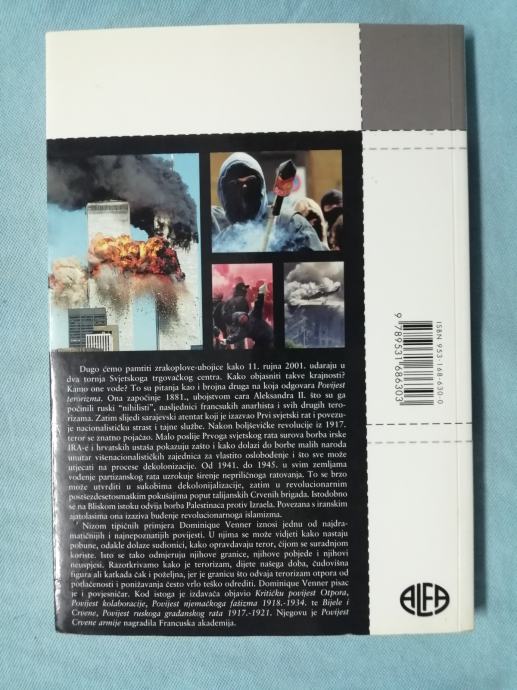 Dugo ćemo pamtiti zrakoplove-ubojice kako 11. rujna 2001. udaraju u
dva tornja Svjetskoga trgovačkog centra. Kako objasniti takve krajnosti?
Kamo one vode? To su pitanja kao i brojna druga na koja odgovara Povijest
terorizma. Ona započinje 1881., ubojstvom cara Aleksandra II. što su ga
počinili ruski "nihilisti", nasljednici francuskih anarhista i svih drugih tero-
rizama. Zatim slijedi sarajevski atentat koji je izazvao Prvi svjetski rat i povezu-
je nacionalističku strast i tajne službe. Nakon boljševičke revolucije iz 1917.
teror se znatno pojačao. Malo poslije Prvoga svjetskog rata surova borba irske
IRA-e i hrvatskih ustaša pokazuju zašto i kako dolazi do borbe malih naroda
unutar višenacionalističkih zajednica za vlastito oslobođenje i što sve može
utjecati na procese dekolonizacije. Od 1941. do 1945. u svim zemljama
vođenje partizanskog rata uzrokuje širenje nepriličnoga ratovanja. To se brzo
može utvrditi u sukobima dekolonijalizacije, zatim u revolucionarnim
postšezdesetosmaškim pokušajima poput talijanskih Crvenih brigada. Istodobno
se na Bliskom istoku odvija borba Palestinaca protiv Izraela. Povezana s iranskim
ajatolasima ona izaziva buđenje revolucionarnoga islamizma.
Nizom tipičnih primjera Dominique Venner iznosi jednu od najdra-
matičnijih i najnepoznatijih povijesti. U njima se može vidjeti kako nastaju
pobune, odakle dolaze sudionici, kako opravdavaju teror, čijom se suradnjom
koriste. Isto se tako odmjeruju njihove granice, njihove pobjede i njihovi
neuspjesi. Razotkrivamo kako je terorizam, dijete našega doba, čudovišna
figura ali katkada čak i poželjna, jer je granicu što odvaja terorizam otpora od
potlačenosti i ponižavanja često vrlo teško odrediti. Dominique Venner pisac
je i povjesničar. Kod istoga je izdavača objavio Kritičku povijest Otpora,
Povijest kolaboracije, Povijest njemačkoga fašizma 1918.-1934. te Bijele i
Crvene, Povijest ruskoga građanskog rata 1917.-1921. Njegovu je Povijest
Crvene armije nagradila Francuska akademija.
ISBN 953-168-630-0
9 789531 686303
ALFA